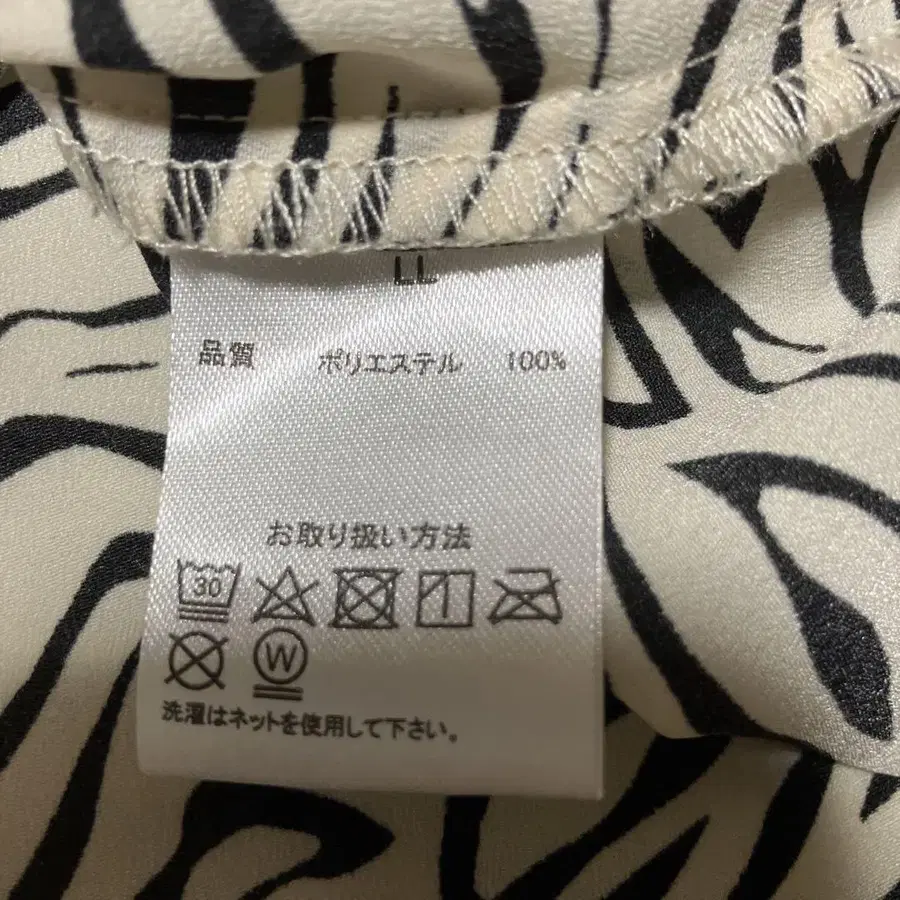 LL
品質 ポリエステル 100%
お取り扱い方法
30
W
洗濯はネットを使用して下さい。